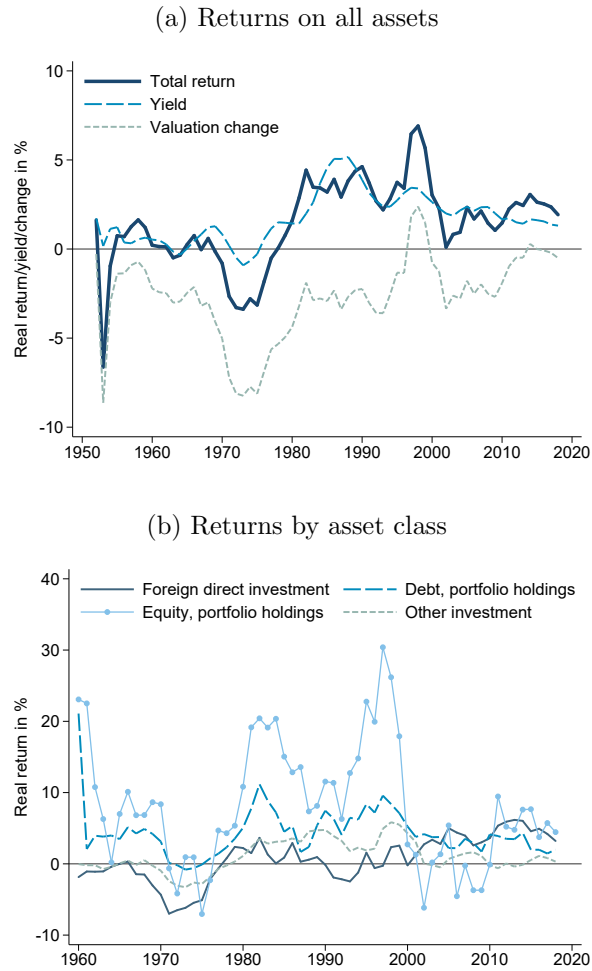 (a) Returns on all assets
Real return/yield/change in %
10
5
0
-5
-10
Total return
Yield
Valuation change
1950 1960 1970 1980 1990 2000 2010 2020
(b) Returns by asset class
Real return in %
40
30
20
10
0
-10
Foreign direct investment Debt, portfolio holdings
Equity, portfolio holdings Other investment
1960 1970 1980 1990 2000 2010 2020